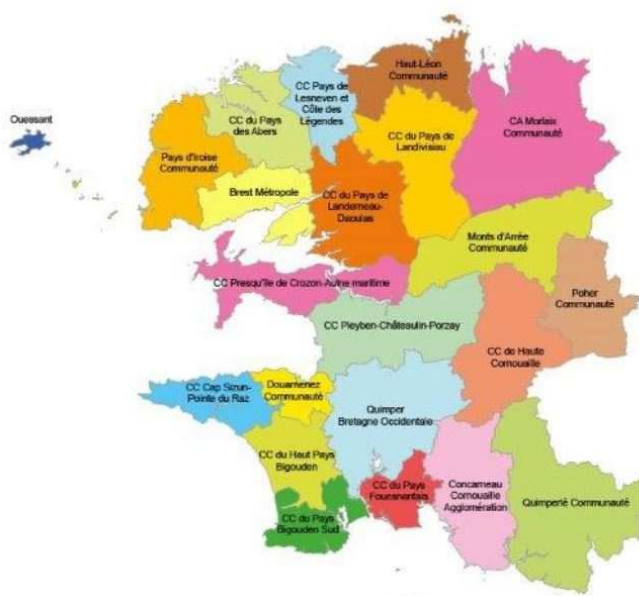 Haut-Léon
Communauté
CC Pays de
Lesneven et
Côte des
Légendes
Ouessant
CC du Pays
des Abers
CA Morlaix
Communauté
CC du Pays de
Landivisiau
Pays d'Iroise
Communauté
Brest Métropole
CC du Pays de
Landerneau-
Daoulas
Monts d'Arrée
Communauté
CC Presqu'île de Crozon-Aulne maritime
Poher
Communauté
CC Pleyben-Châteaulin-Porzay
CC de Haute
Cornouaille
CC Cap Sizun-
Pointe du Raz
Douarnenez
Communauté
Quimper
Bretagne Occidentale
CC du Haut Pays
Bigouden
CC du Pays
Fouesnantais
Concarneau
Cornouaille
Agglomération
Quimperlé Communauté
CC du Pays
Bigouden Sud